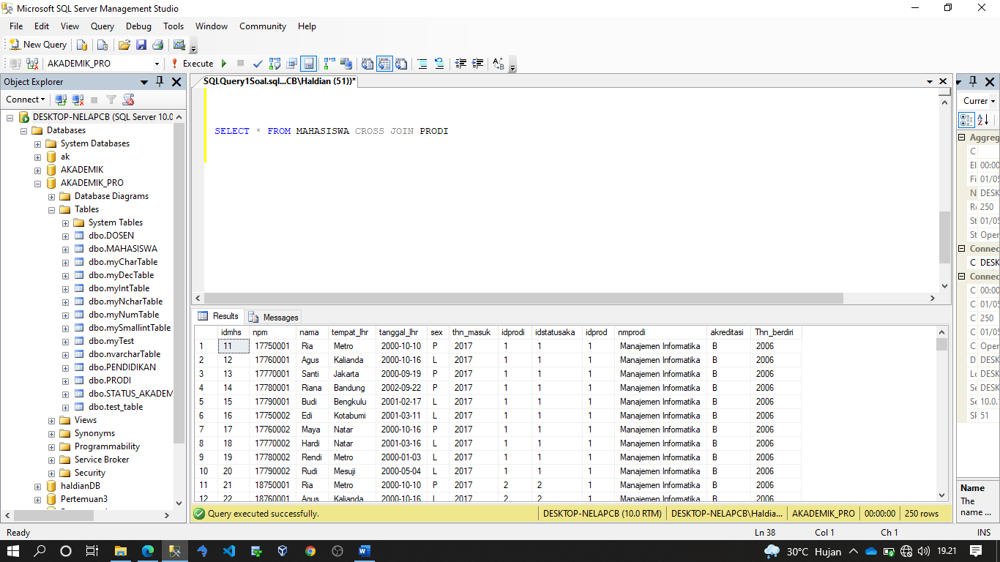 Microsoft SQL Server Management Studio
File Edit View Query Debug Tools Window Community Help
New Query
AKADEMIK_PRO Execute
Object Explorer
Connect
DESKTOP-NELAPCB (SQL Server 10.0
Databases
System Databases
ak
AKADEMIK
AKADEMIK_PRO
Database Diagrams
Tables
System Tables
dbo.DOSEN
dbo.MAHASISWA
dbo.myCharTable
dbo.myDecTable
dbo.myIntTable
dbo.myNcharTable
dbo.myNumTable
dbo.mySmallintTable
dbo.myTest
dbo.nvarcharTable
dbo.PENDIDIKAN
dbo.PRODI
dbo.STATUS_AKADEM
dbo.test_table
Views
Synonyms
Programmability
Service Broker
Security
haldianDB
Pertemuan3
SQLQuery1Soal.sql...CB\Haldian (51))*
SELECT * FROM MAHASISWA CROSS JOIN PRODI
Results Messages
idmhs npm nama tempat_lhr tanggal_lhr sex thn_masuk idprodi idstatusaka idprod nmprodi akreditasi Thn_berdiri
1 11 17750001 Ria Metro 2000-10-10 P 2017 1 1 1 Manajemen Informatika B 2006
2 12 17760001 Agus Kalianda 2000-10-16 L 2017 1 1 1 Manajemen Informatika B 2006
3 13 17770001 Santi Jakarta 2000-09-19 P 2017 1 1 1 Manajemen Informatika B 2006
4 14 17780001 Riana Bandung 2002-09-22 P 2017 1 1 1 Manajemen Informatika B 2006
5 15 17790001 Budi Bengkulu 2001-02-17 L 2017 1 1 1 Manajemen Informatika B 2006
6 16 17750002 Edi Kotabumi 2001-03-11 L 2017 1 1 1 Manajemen Informatika B 2006
7 17 17760002 Maya Natar 2000-10-16 P 2017 1 1 1 Manajemen Informatika B 2006
8 18 17770002 Hardi Natar 2001-03-16 L 2017 1 1 1 Manajemen Informatika B 2006
9 19 17780002 Rendi Metro 2000-01-03 L 2017 1 1 1 Manajemen Informatika B 2006
10 20 17790002 Rudi Mesuji 2000-05-04 L 2017 1 1 1 Manajemen Informatika B 2006
11 21 18750001 Ria Metro 2000-10-10 P 2017 2 2 1 Manajemen Informatika B 2006
12 22 18760001 Agus Kalianda 2000-10-16 L 2017 2 2 1 Manajemen Informatika B 2006
Query executed successfully. DESKTOP-NELAPCB (10.0 RTM) DESKTOP-NELAPCB\Haldia... AKADEMIK_PRO 00:00:00 250 rows
Currer
Aggreg
C
El 00:00
Fi 01/05
N DESK
Re 250
St 01/05
St Oper
Connec
C DESK
Connec
C 00:00
C 01/05
C 250
C 01/05
C Oper
D DESK
Lo DESK
Se DESK
Se 10.0.
SP 51
Name
The
name ...
Ready Ln 38 Col 1 Ch 1 INS
30°C Hujan 19.21